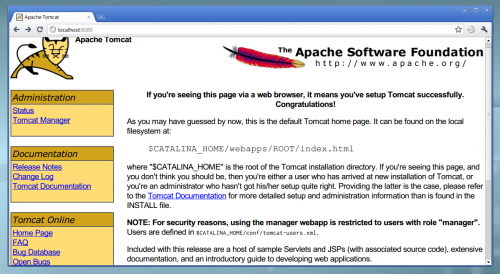 Apache Tomcat
localhost:8080
Apache Tomcat
The Apache Software Foundation
http://www.apache.org/
Administration
Status
Tomcat Manager
Documentation
Release Notes
Change Log
Tomcat Documentation
Tomcat Online
Home Page
FAQ
Bug Database
Open Bugs
If you're seeing this page via a web browser, it means you've setup Tomcat successfully.
Congratulations!
As you may have guessed by now, this is the default Tomcat home page. It can be found on the local
filesystem at:
$CATALINA_HOME/webapps/ROOT/index.html
where "$CATALINA_HOME" is the root of the Tomcat installation directory. If you're seeing this page, and
you don't think you should be, then you're either a user who has arrived at new installation of Tomcat, or
you're an administrator who hasn't got his/her setup quite right. Providing the latter is the case, please refer
to the Tomcat Documentation for more detailed setup and administration information than is found in the
INSTALL file.
NOTE: For security reasons, using the manager webapp is restricted to users with role "manager".
Users are defined in $CATALINA_HOME/conf/tomcat-users.xml.
Included with this release are a host of sample Servlets and JSPs (with associated source code), extensive
documentation, and an introductory guide to developing web applications.